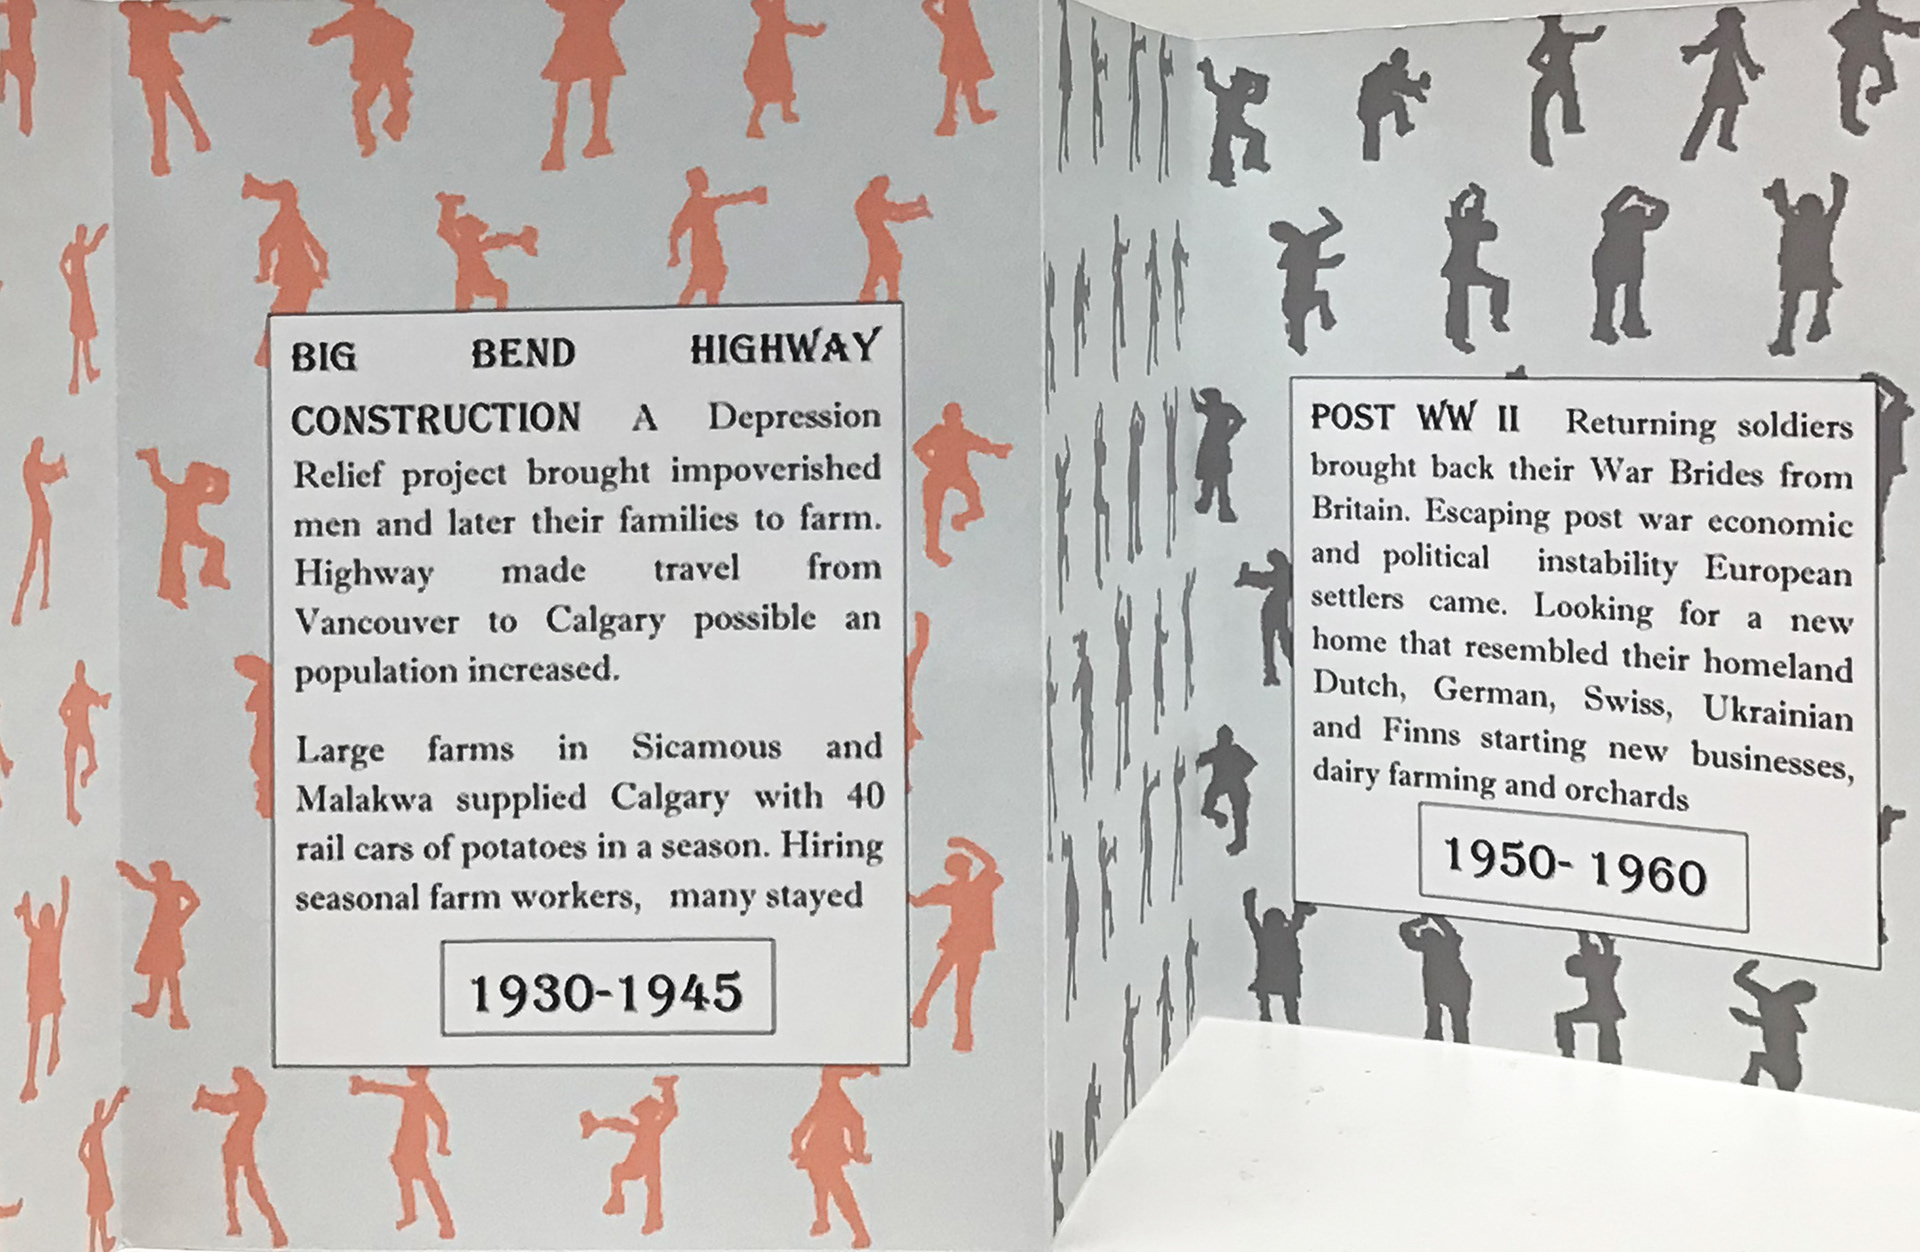 BIG BEND HIGHWAY
CONSTRUCTION A Depression
Relief project brought impoverished
men and later their families to farm.
Highway made travel from
Vancouver to Calgary possible an
population increased.
Large farms in Sicamous and
Malakwa supplied Calgary with 40
rail cars of potatoes in a season. Hiring
seasonal farm workers, many stayed
1930-1945
POST WW II Returning soldiers
brought back their War Brides from
Britain. Escaping post war economic
and political instability European
settlers came. Looking for a new
home that resembled their homeland
Dutch, German, Swiss, Ukrainian
and Finns starting new businesses,
dairy farming and orchards
1950- 1960